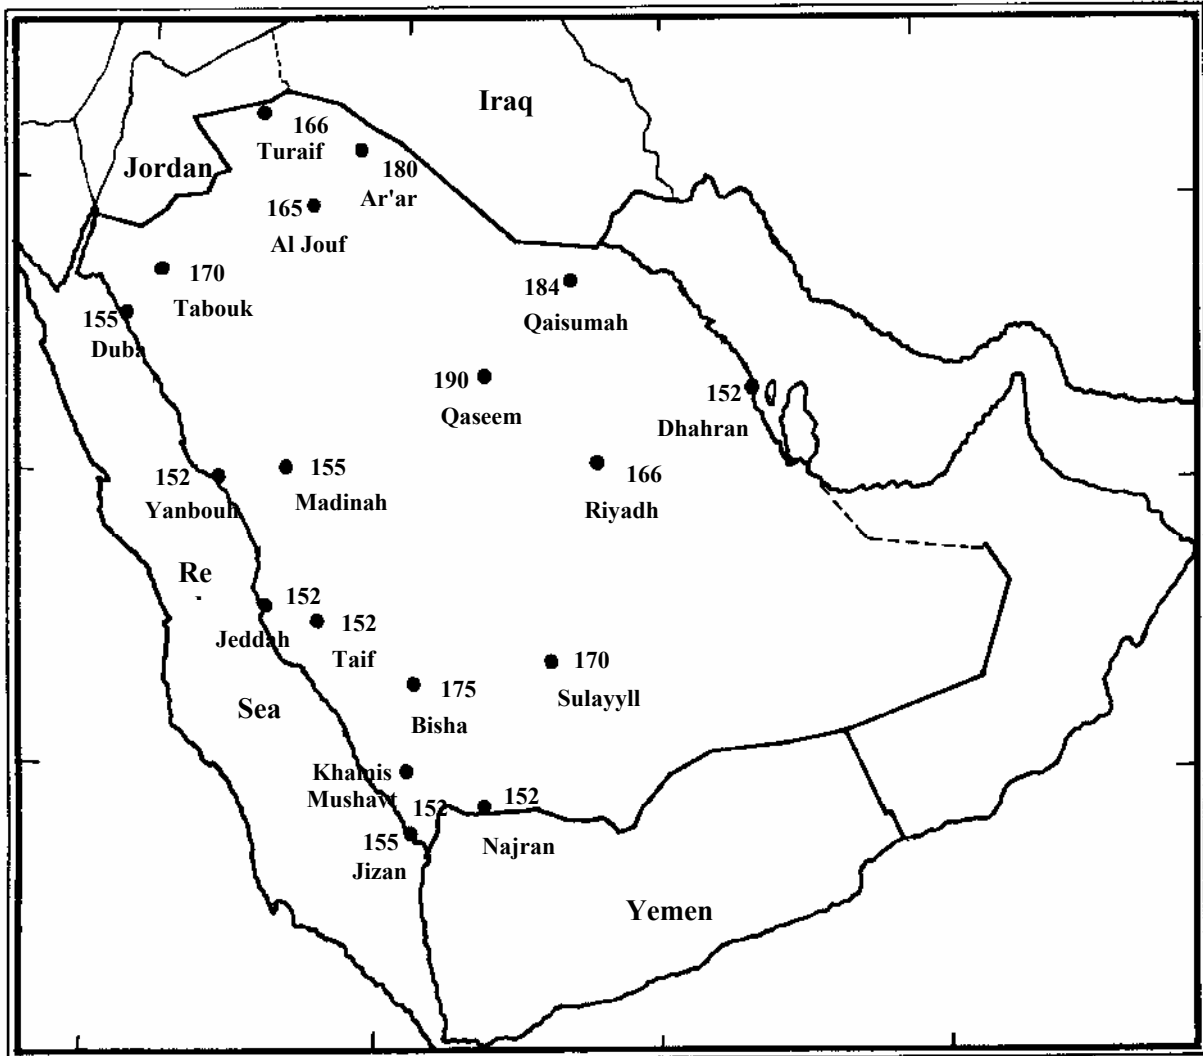 Iraq
166
Turaif
Jordan
180
Ar'ar
165
Al Jouf
170
Tabouk
184
Qaisumah
155
Duba
190
Qaseem
152
Dhahran
152
Yanbouh
155
Madinah
166
Riyadh
Re
152
Jeddah
152
Taif
170
Sulayyll
175
Bisha
Sea
Khamis
Mushayt
152
152
Najran
155
Jizan
Yemen